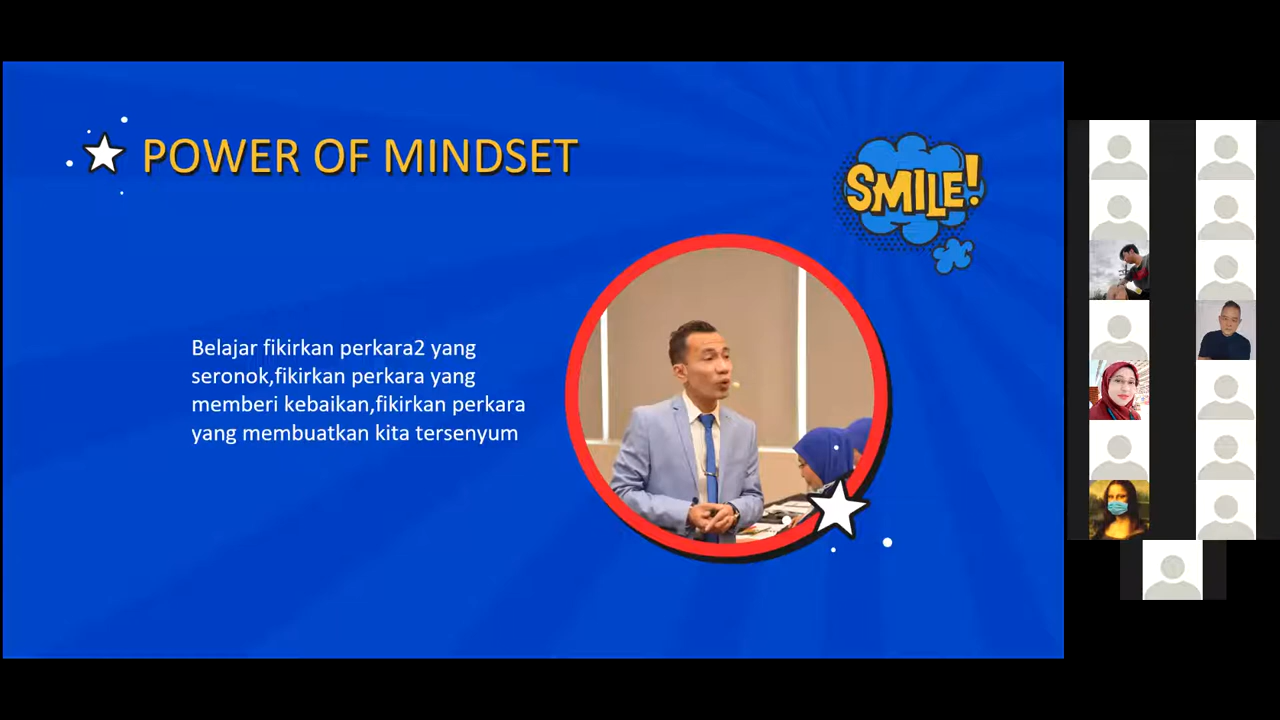 POWER OF MINDSET
SMILE!
Belajar fikirkan perkara2 yang
seronok,fikirkan perkara yang
memberi kebaikan,fikirkan perkara
yang membuatkan kita tersenyum